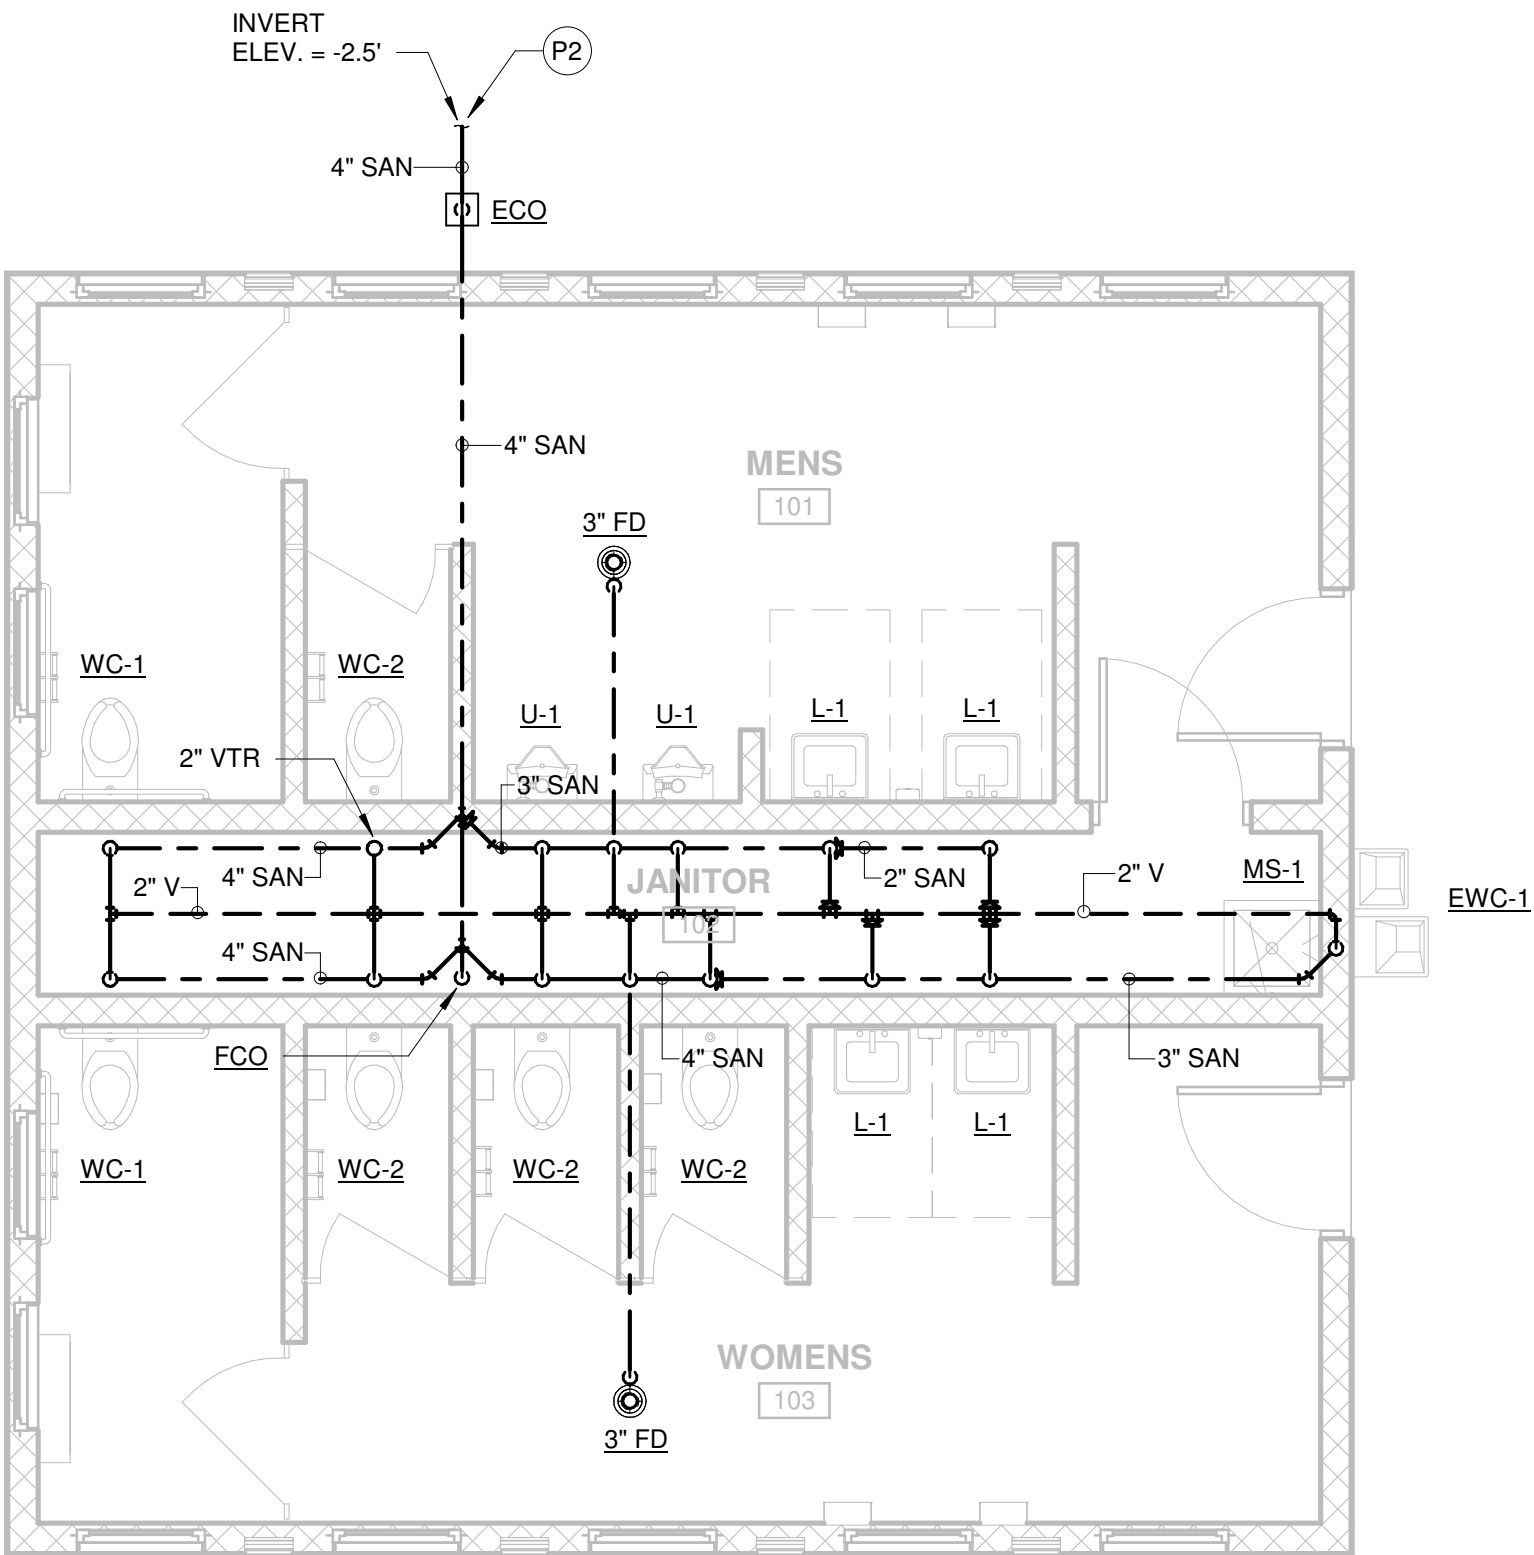 INVERT
ELEV. = -2.5'
P2
4" SAN
ECO
4" SAN
MENS
101
3" FD
WC-1
WC-2
U-1
U-1
L-1
L-1
2" VTR
3" SAN
4" SAN
JANITOR
102
2" SAN
2" V
2" V
MS-1
EWC-1
4" SAN
FCO
4" SAN
3" SAN
L-1
L-1
WC-1
WC-2
WC-2
WC-2
WOMENS
103
3" FD